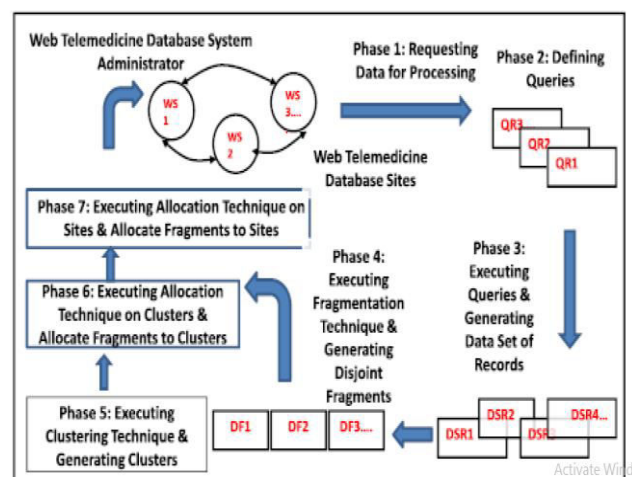 Web Telemedicine Database System
Administrator
Phase 1: Requesting
Data for Processing
Phase 2: Defining
Queries
WS
1
WS
2
WS
3....
QR3
QR2
QR1
Web Telemedicine
Database Sites
Phase 7: Executing Allocation Technique on
Sites & Allocate Fragments to Sites
Phase 4:
Executing
Fragmentation
Technique &
Generating
Disjoint
Fragments
Phase 3:
Executing
Queries &
Generating
Data Set of
Records
Phase 6: Executing Allocation
Technique on Clusters &
Allocate Fragments to Clusters
Phase 5: Executing
Clustering Technique &
Generating Clusters
DF1
DF2
DF3....
DSR1
DSR2
DSR4...
Activate Wind